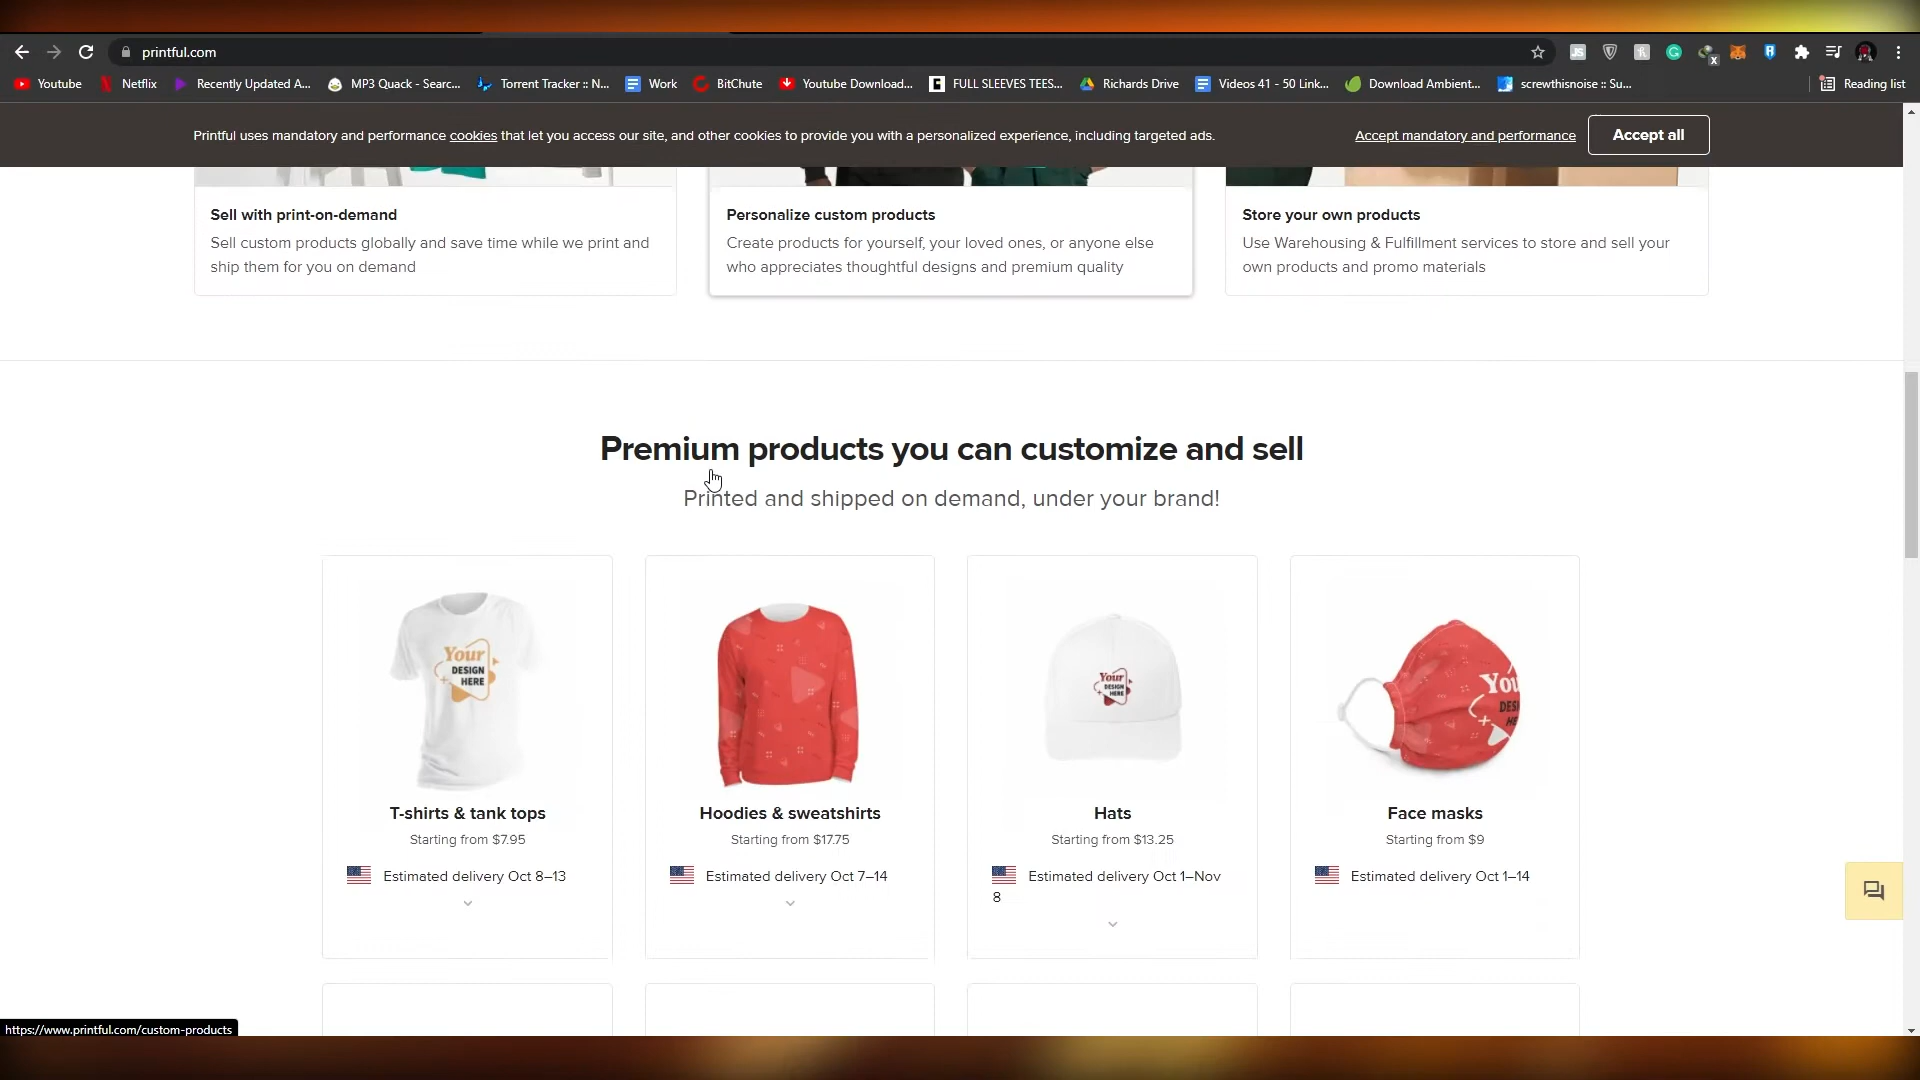 printful.com
Youtube
Netflix
Recently Updated A...
MP3 Quack - Searc...
Torrent Tracker :: N...
Work
BitChute
Youtube Download...
FULL SLEEVES TEES...
Richards Drive
Videos 41 - 50 Link...
Download Ambient...
screwthisnoise :: Su...
Reading list
Printful uses mandatory and performance cookies that let you access our site, and other cookies to provide you with a personalized experience, including targeted ads.
Accept mandatory and performance
Accept all
Sell with print-on-demand
Sell custom products globally and save time while we print and
ship them for you on demand
Personalize custom products
Create products for yourself, your loved ones, or anyone else
who appreciates thoughtful designs and premium quality
Store your own products
Use Warehousing & Fulfillment services to store and sell your
own products and promo materials
Premium products you can customize and sell
Printed and shipped on demand, under your brand!
Your
DESIGN
HERE
T-shirts & tank tops
Starting from $7.95
Estimated delivery Oct 8–13
Hoodies & sweatshirts
Starting from $17.75
Estimated delivery Oct 7–14
Your
DESIGN
HERE
Hats
Starting from $13.25
Estimated delivery Oct 1–Nov
8
You
DES
HE
Face masks
Starting from $9
Estimated delivery Oct 1–14
https://www.printful.com/custom-products